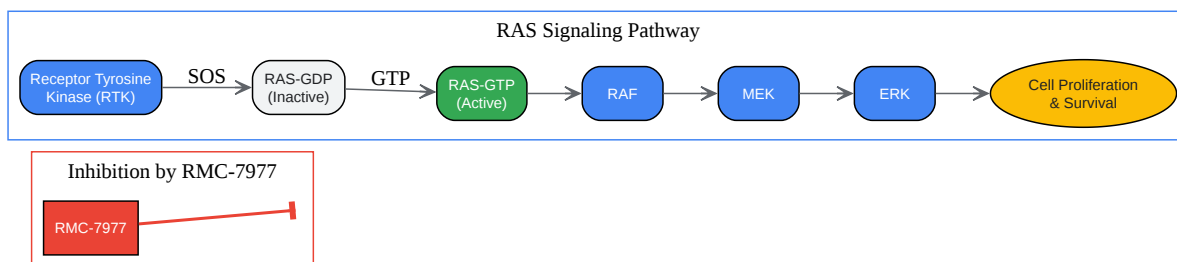 RAS Signaling Pathway
Receptor Tyrosine
Kinase (RTK)
SOS
RAS-GDP
(Inactive)
GTP
RAS-GTP
(Active)
RAF
MEK
ERK
Cell Proliferation
& Survival
Inhibition by RMC-7977
RMC-7977